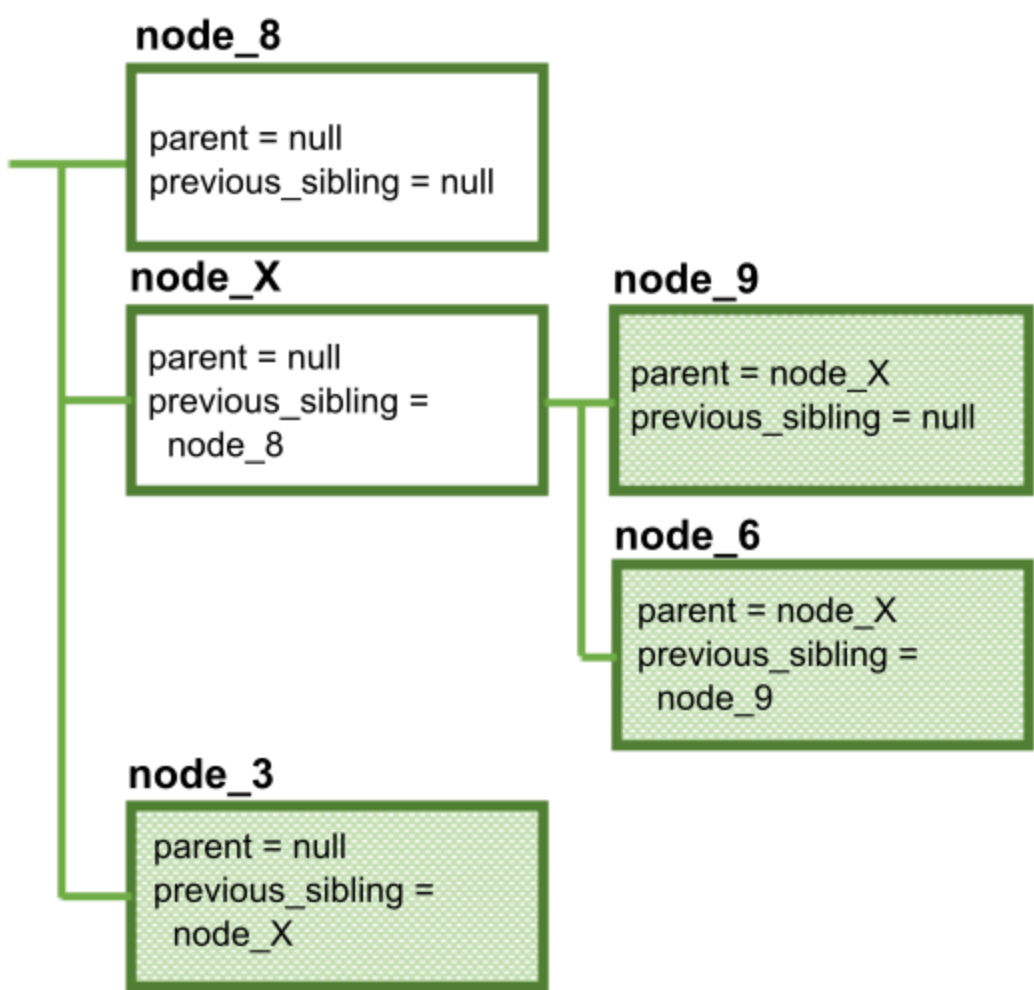 node_8
parent = null
previous_sibling = null
node_X
parent = null
previous_sibling =
node_8
node_9
parent = node_X
previous_sibling = null
node_6
parent = node_X
previous_sibling =
node_9
node_3
parent = null
previous_sibling =
node_X